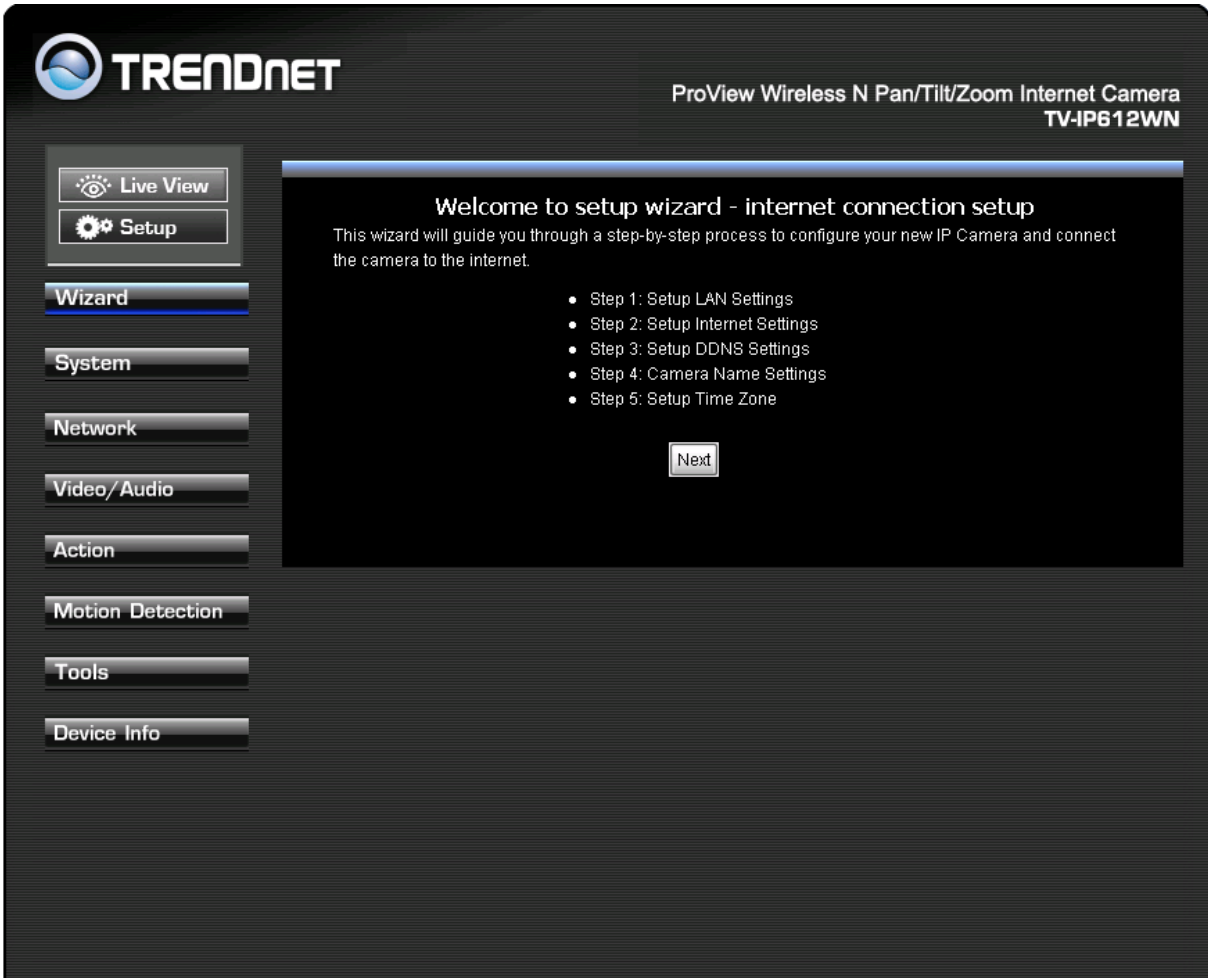 TRENDNET
ProView Wireless N Pan/Tilt/Zoom Internet Camera
TV-IP612WN
Live View
Setup
Wizard
System
Network
Video/Audio
Action
Motion Detection
Tools
Device Info
Welcome to setup wizard - internet connection setup
This wizard will guide you through a step-by-step process to configure your new IP Camera and connect
the camera to the internet.
• Step 1: Setup LAN Settings
• Step 2: Setup Internet Settings
• Step 3: Setup DDNS Settings
• Step 4: Camera Name Settings
• Step 5: Setup Time Zone
Next